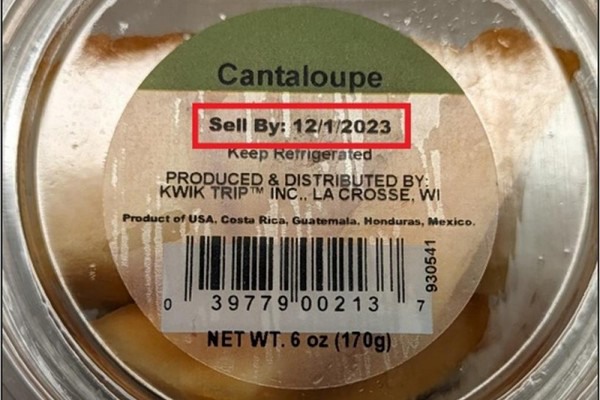 Cantaloupe
Sell By: 12/1/2023
Keep Refrigerated
PRODUCED & DISTRIBUTED BY:
KWIK TRIP™ INC., LA CROSSE, WI
Product of USA, Costa Rica, Guatemala, Honduras, Mexico.
930541
0 39779 00213 7
NET WT. 6 oz (170g)